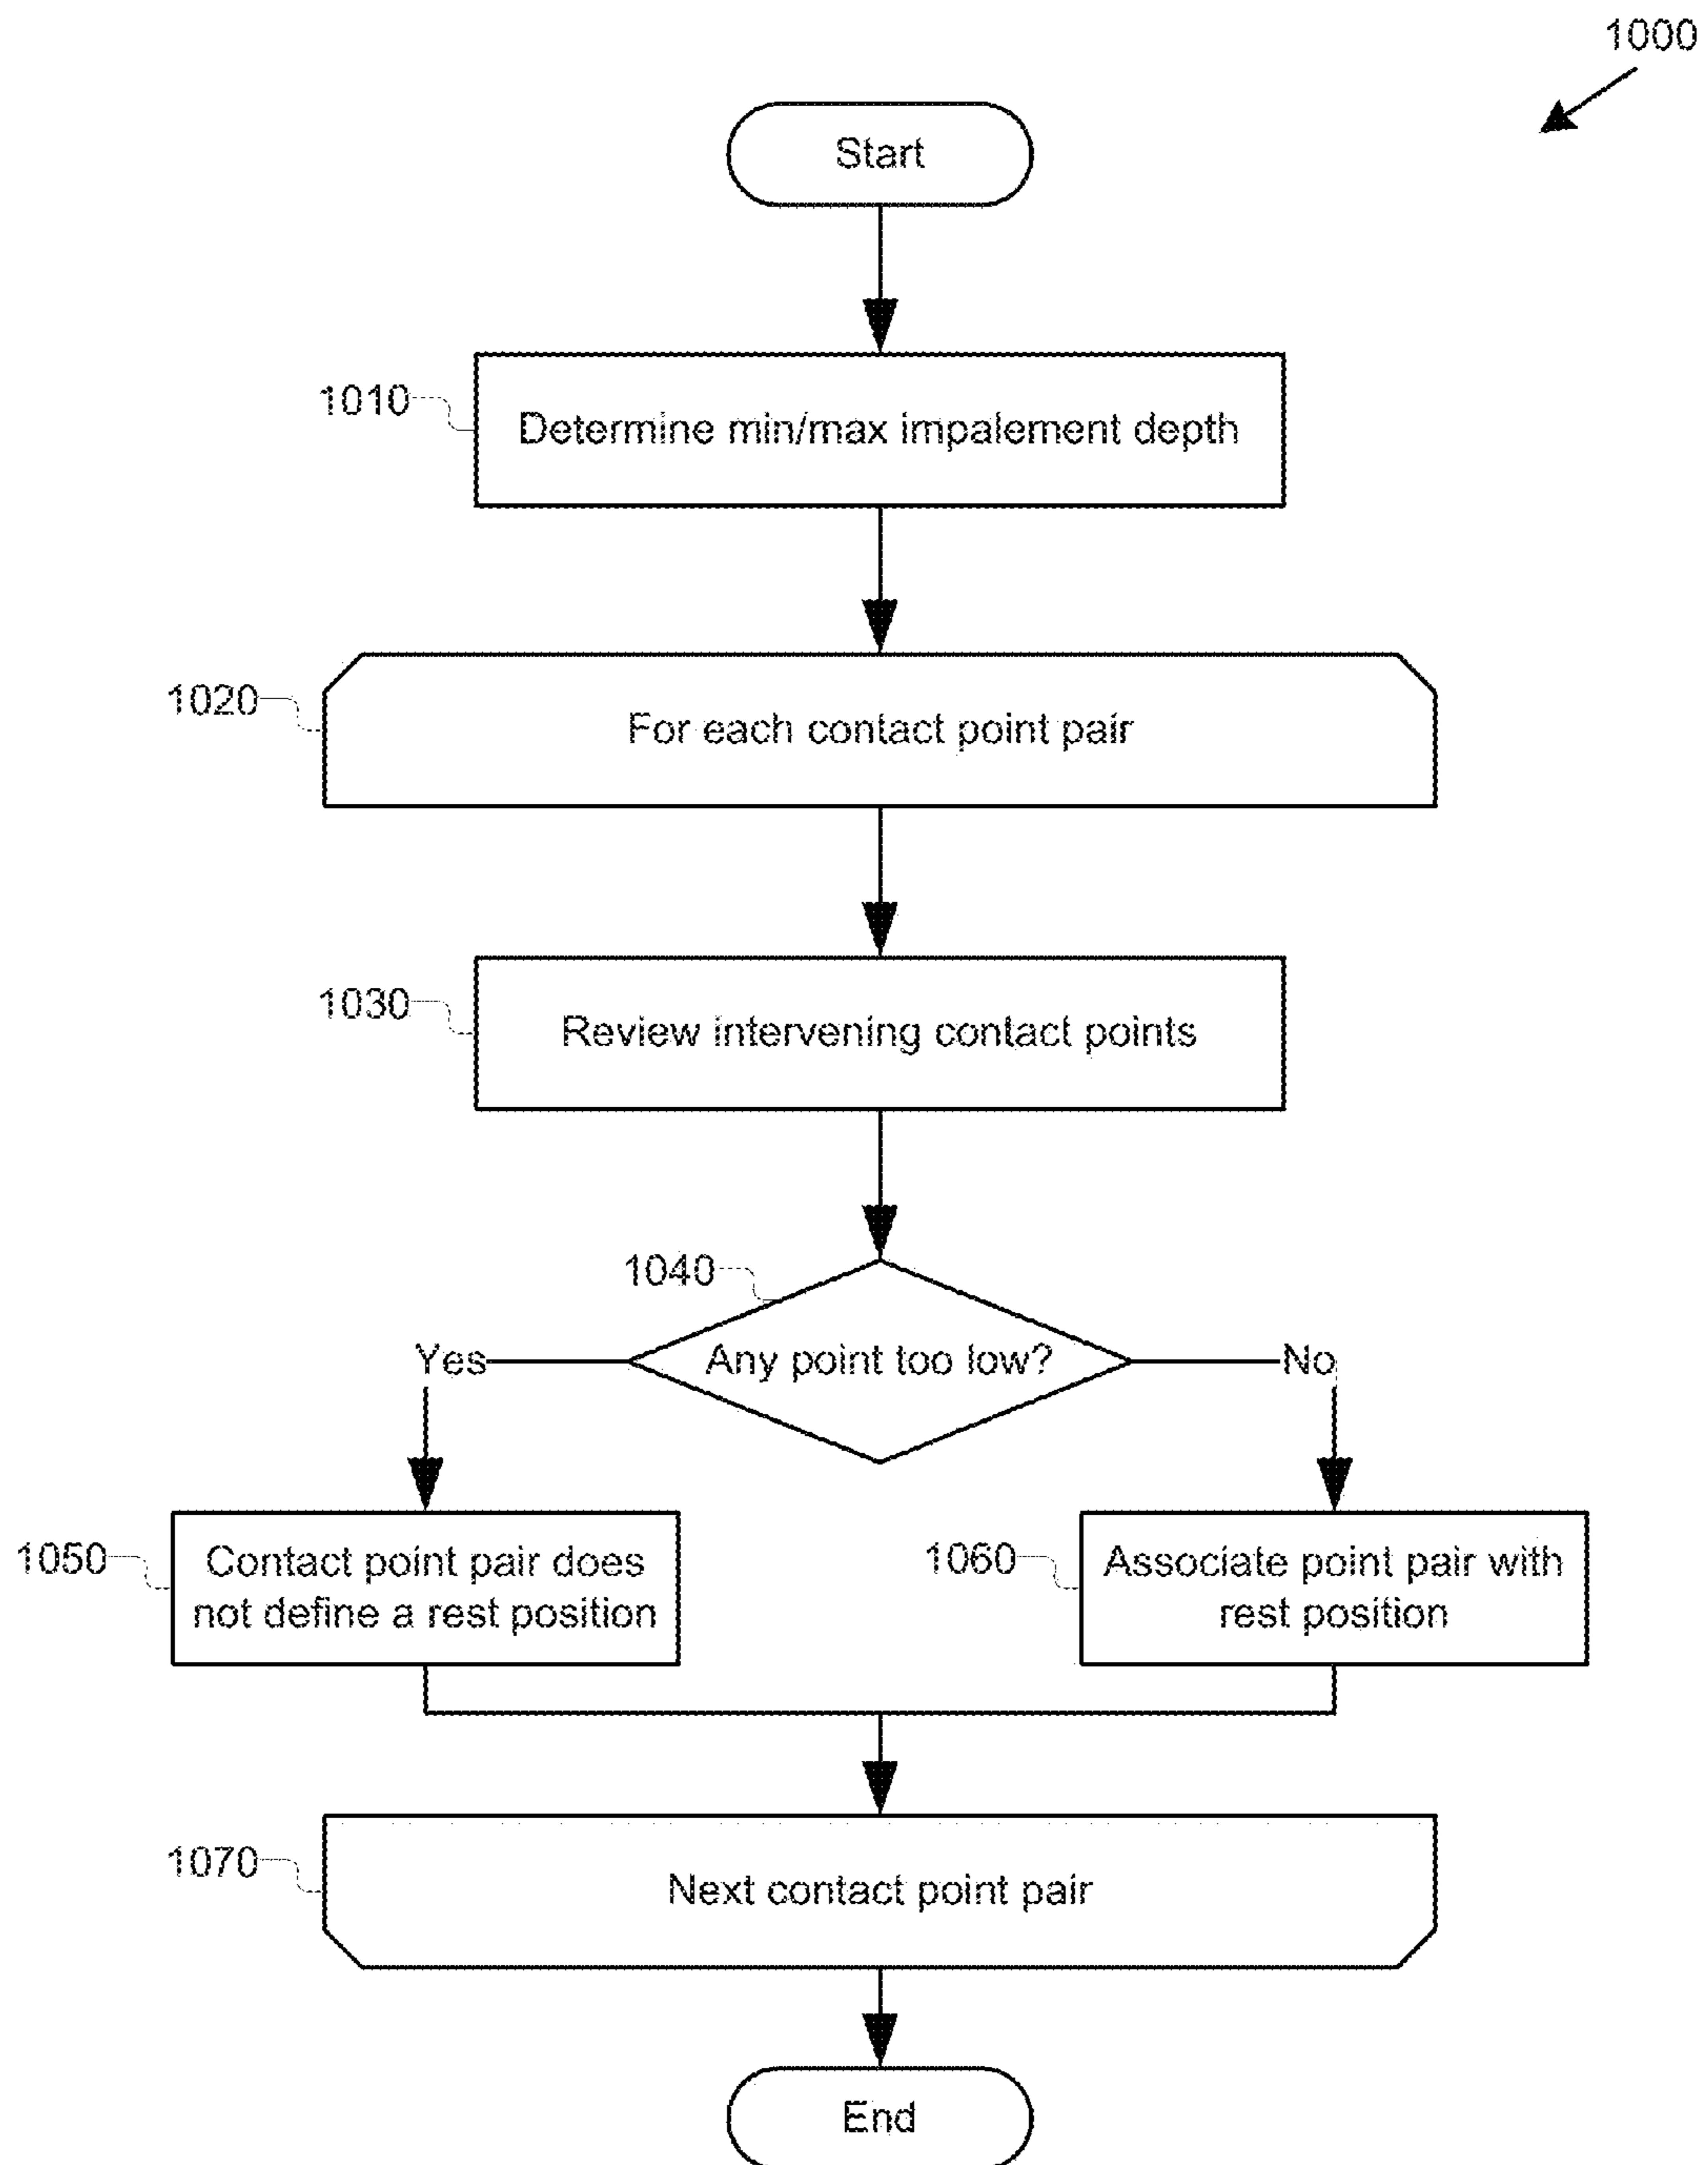 1000
Start
1010
Determine min/max impalement depth
1020
For each contact point pair
1030
Review intervening contact points
1040
Yes
Any point too low?
No
1050
Contact point pair does
not define a rest position
1060
Associate point pair with
rest position
1070
Next contact point pair
End